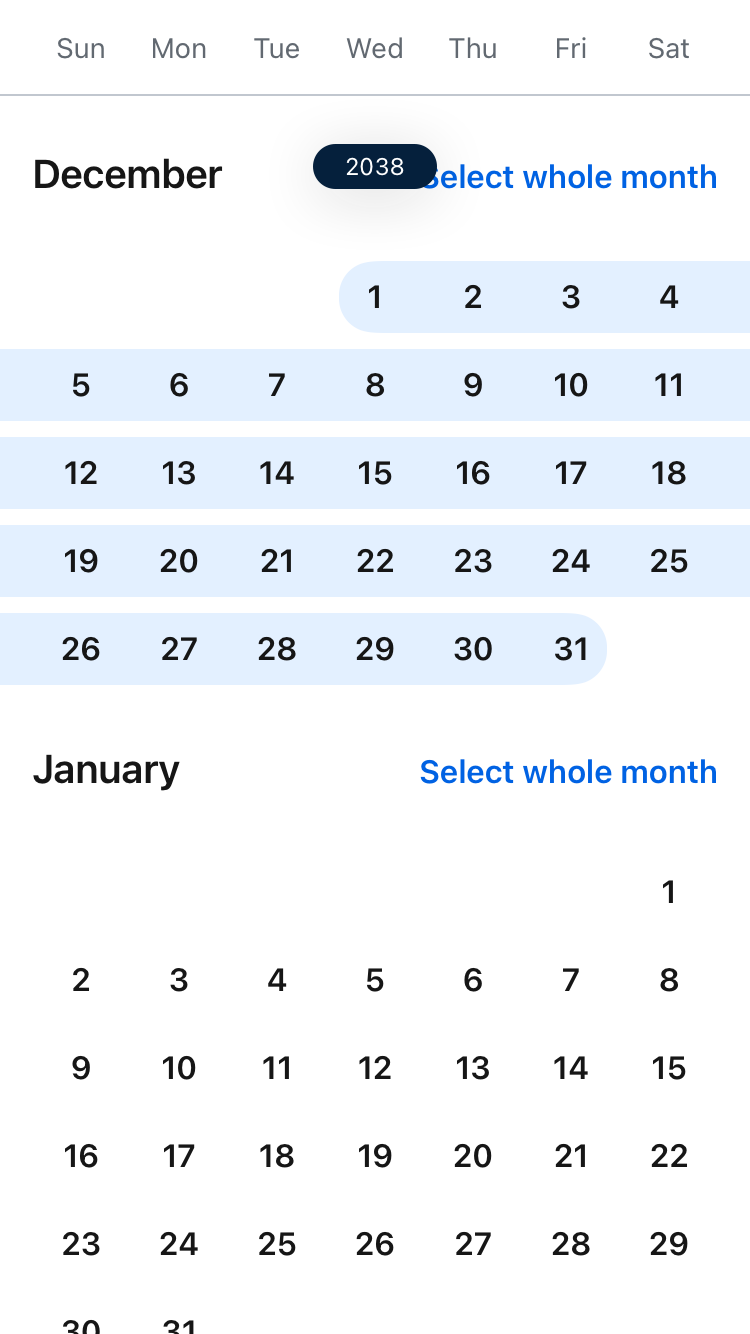 Sun Mon Tue Wed Thu Fri Sat
December 2038 Select whole month
1 2 3 4
5 6 7 8 9 10 11
12 13 14 15 16 17 18
19 20 21 22 23 24 25
26 27 28 29 30 31
January Select whole month
1
2 3 4 5 6 7 8
9 10 11 12 13 14 15
16 17 18 19 20 21 22
23 24 25 26 27 28 29
30 31